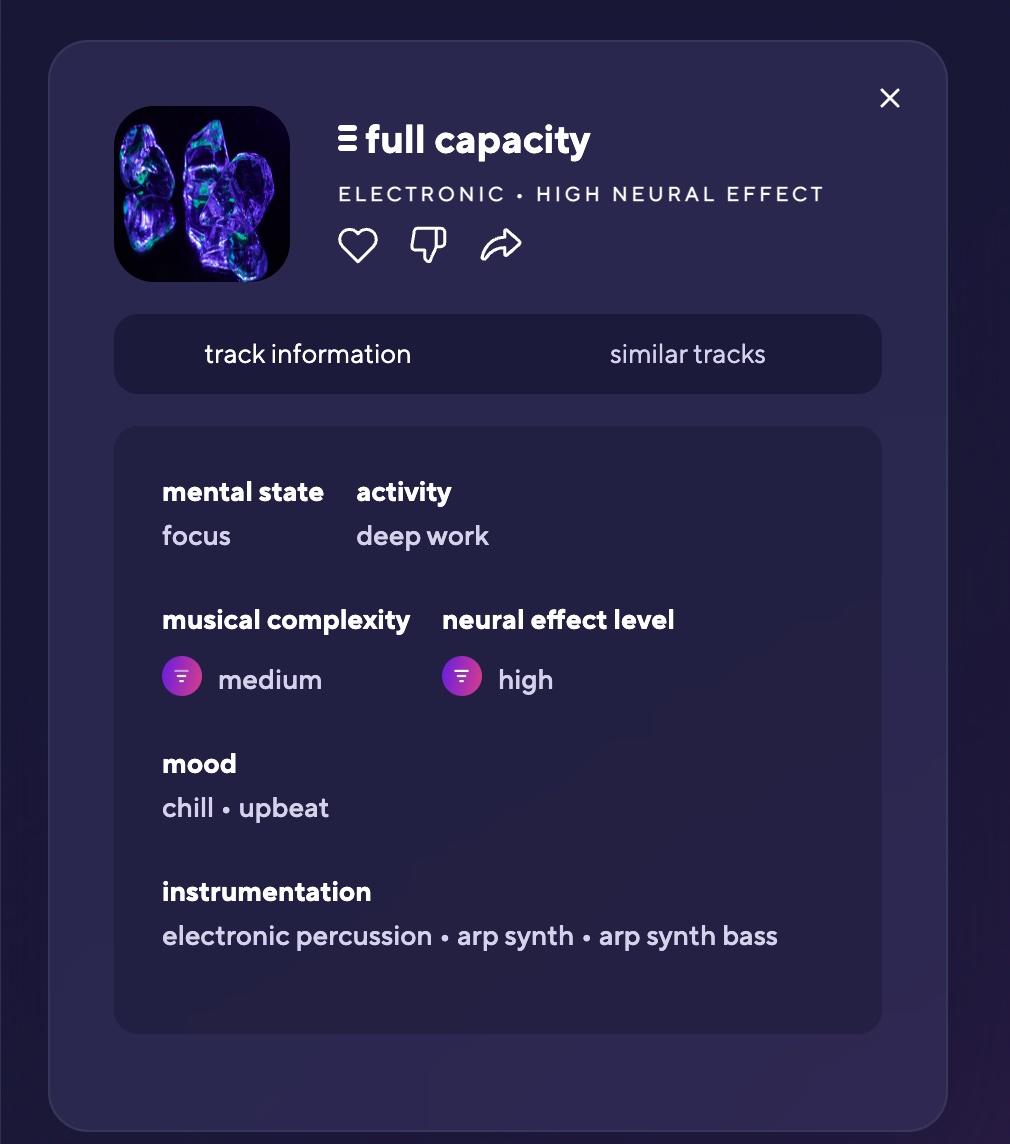 full capacity
ELECTRONIC • HIGH NEURAL EFFECT
track information similar tracks
mental state activity
focus deep work
musical complexity neural effect level
medium high
mood
chill • upbeat
instrumentation
electronic percussion • arp synth • arp synth bass